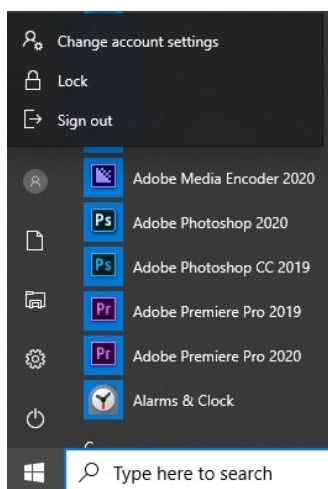 Change account settings
Lock
Sign out
Adobe Media Encoder 2020
Ps Adobe Photoshop 2020
Ps Adobe Photoshop CC 2019
Pr Adobe Premiere Pro 2019
Pr Adobe Premiere Pro 2020
Alarms & Clock
Type here to search